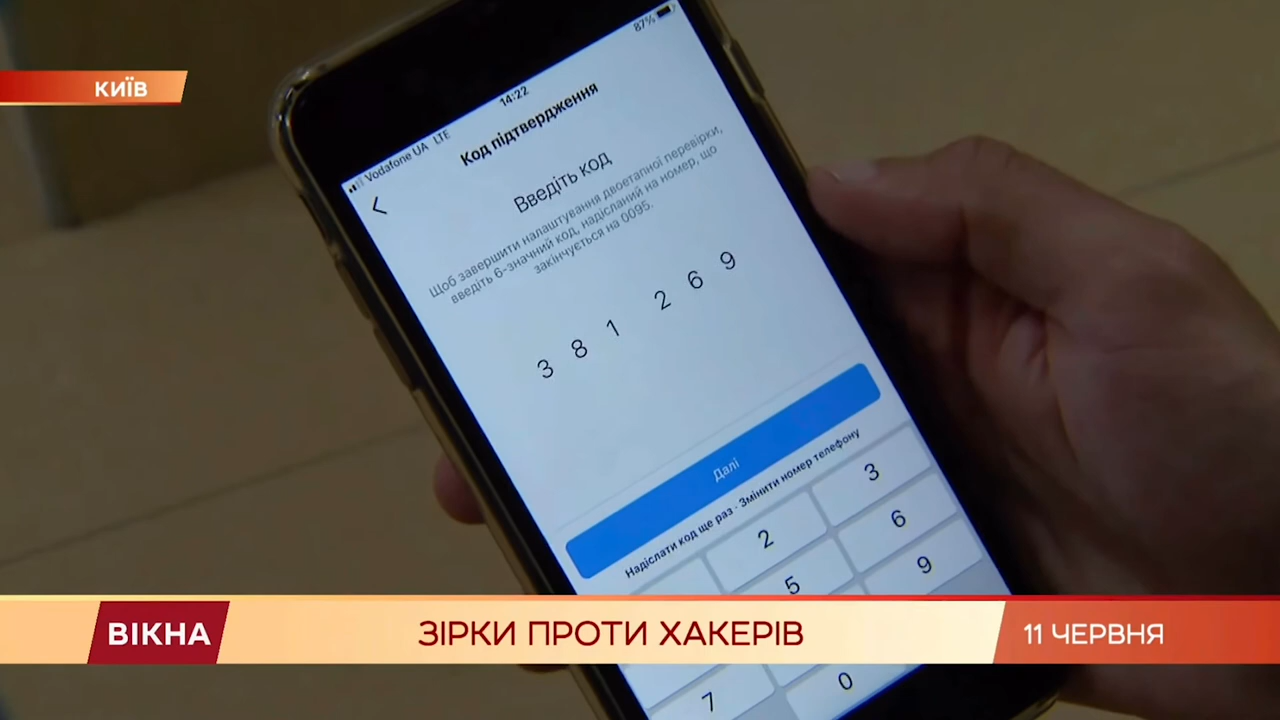 КИЇВ
87%
Vodafone UA LTE
14:22
Код підтвердження
Введіть код
Щоб завершити налаштування двоетапної перевірки,
введіть 6-значний код, надісланий на номер, що
закінчується на 0095.
3 8 1 2 6 9
Далі
Надіслати код ще раз - Змінити номер телефону
2 3
5 6
9
7
0
ВІКНА
ЗІРКИ ПРОТИ ХАКЕРІВ
11 ЧЕРВНЯ